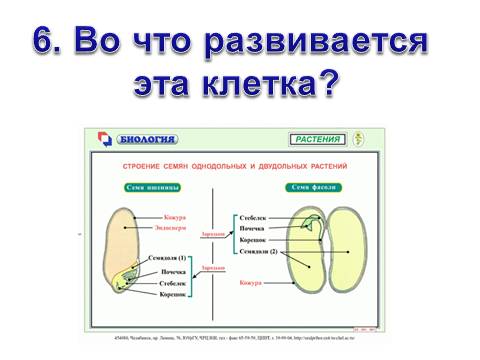 6. Во что развивается
эта клетка?
БИОЛОГИЯ
РАСТЕНИЯ
СТРОЕНИЕ СЕМЯН ОДНОДОЛЬНЫХ И ДВУДОЛЬНЫХ РАСТЕНИЙ
Семя пшеницы
Семя фасоли
Кожура
Эндосперм
Семядоли (1)
Почечка
Стебелек
Корешок
Зародыш
Зародыш
Стебелек
Почечка
Корешок
Семядоли (2)
Кожура